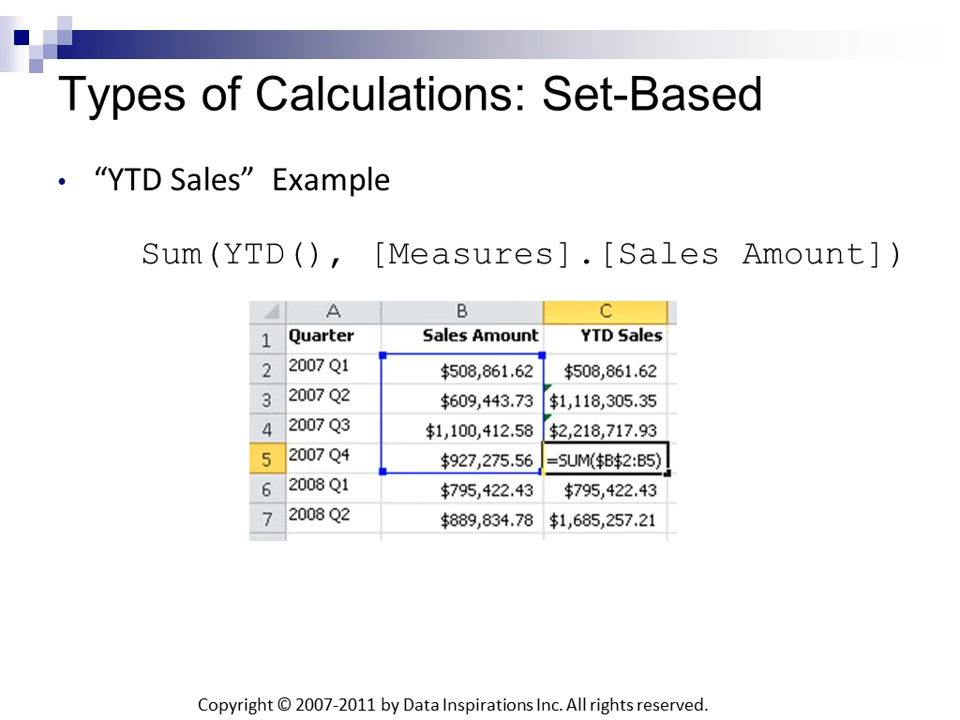 Types of Calculations: Set-Based
• “YTD Sales” Example
Sum(YTD(), [Measures].[Sales Amount])
A B C
1 Quarter Sales Amount YTD Sales
2 2007 Q1 $508,861.62 $508,861.62
3 2007 Q2 $609,443.73 $1,118,305.35
4 2007 Q3 $1,100,412.58 $2,218,717.93
5 2007 Q4 $927,275.56 =SUM($B$2:B5)
6 2008 Q1 $795,422.43 $795,422.43
7 2008 Q2 $889,834.78 $1,685,257.21
Copyright © 2007-2011 by Data Inspirations Inc. All rights reserved.